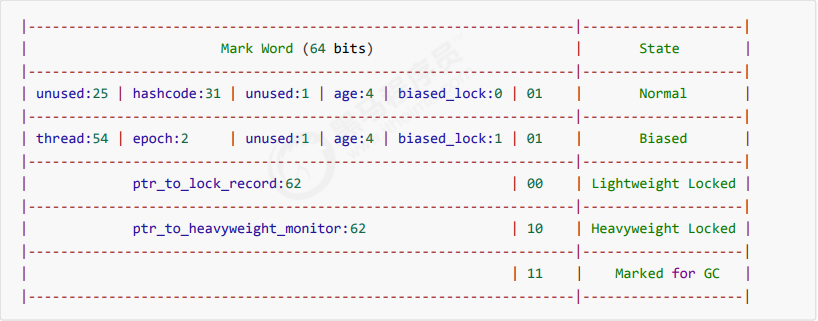 |--------------------------------------------------------------------|--------------------|
| Mark Word (64 bits) | State |
|--------------------------------------------------------------------|--------------------|
| unused:25 | hashcode:31 | unused:1 | age:4 | biased_lock:0 | 01 | Normal |
|--------------------------------------------------------------------|--------------------|
| thread:54 | epoch:2 | unused:1 | age:4 | biased_lock:1 | 01 | Biased |
|--------------------------------------------------------------------|--------------------|
| ptr_to_lock_record:62 | 00 | Lightweight Locked |
|--------------------------------------------------------------------|--------------------|
| ptr_to_heavyweight_monitor:62 | 10 | Heavyweight Locked |
|--------------------------------------------------------------------|--------------------|
| | 11 | Marked for GC |
|--------------------------------------------------------------------|--------------------|